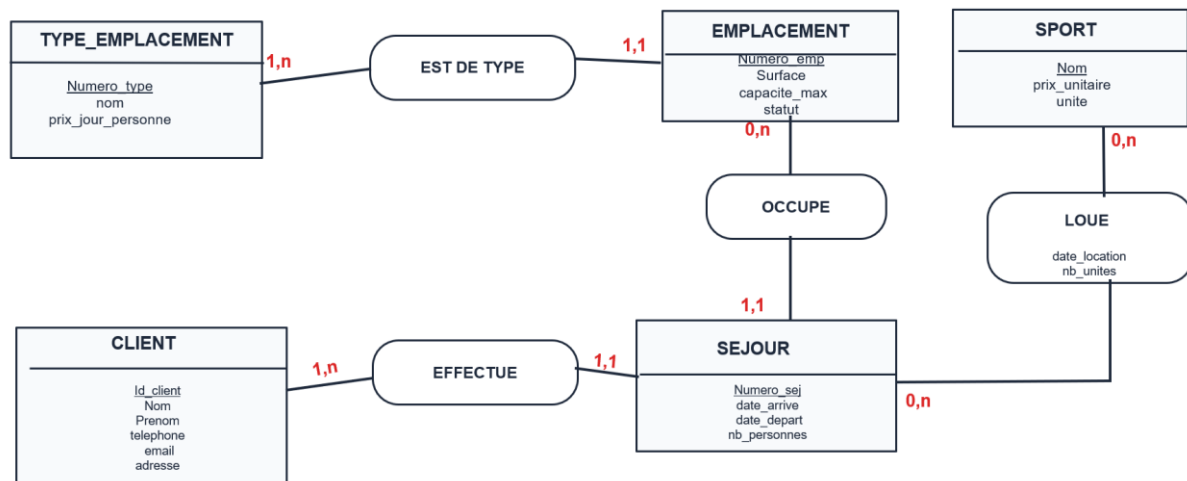 TYPE_EMPLACEMENT
Numero_type
nom
prix_jour_personne
1,n
EST DE TYPE
1,1
EMPLACEMENT
Numero_emp
Surface
capacite_max
statut
0,n
SPORT
Nom
prix_unitaire
unite
0,n
OCCUPE
LOUE
date_location
nb_unites
1,1
CLIENT
Id_client
Nom
Prenom
telephone
email
adresse
1,n
EFFECTUE
1,1
SEJOUR
Numero_sej
date_arrive
date_depart
nb_personnes
0,n